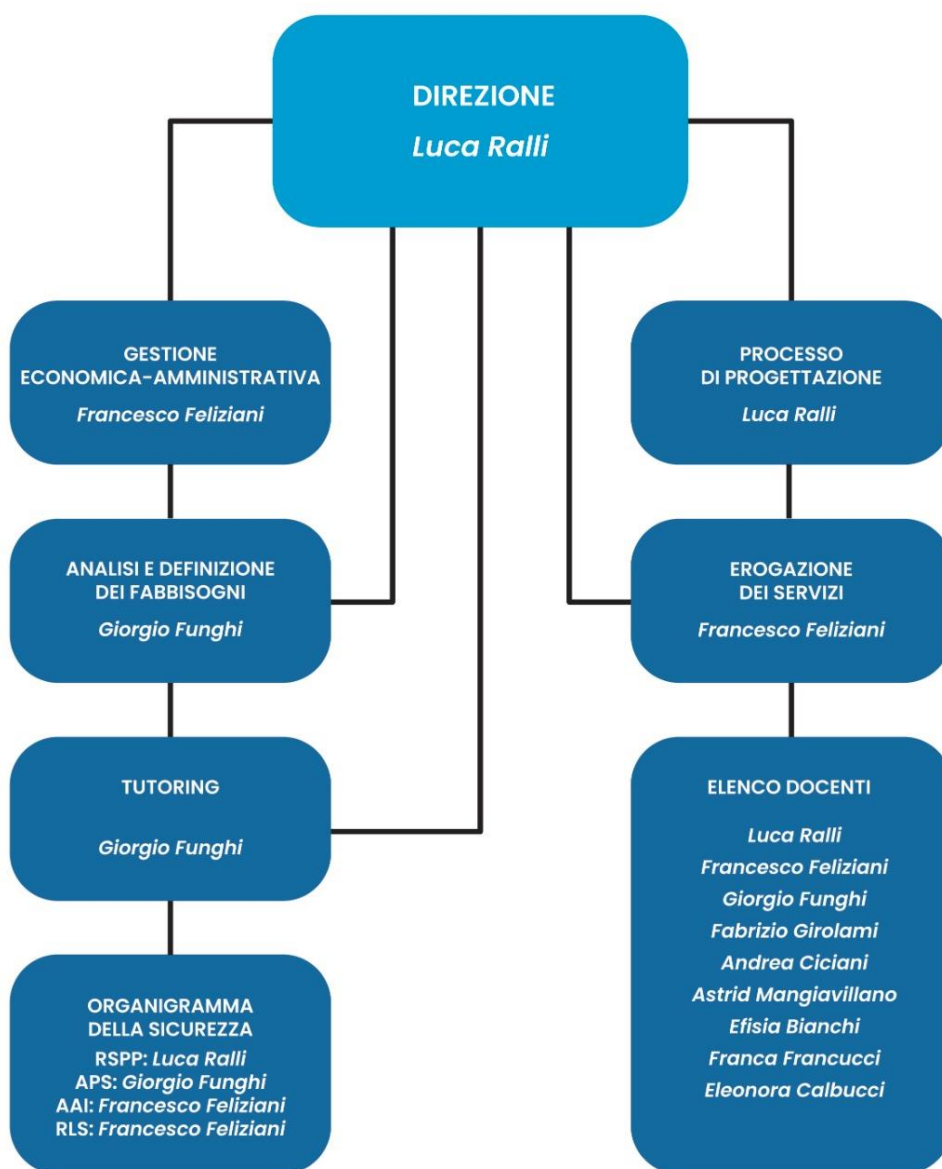 DIREZIONE
Luca Ralli
GESTIONE
ECONOMICA-AMMINISTRATIVA
Francesco Feliziani
PROCESSO
DI PROGETTAZIONE
Luca Ralli
ANALISI E DEFINIZIONE
DEI FABBISOGNI
Giorgio Funghi
EROGAZIONE
DEI SERVIZI
Francesco Feliziani
TUTORING
Giorgio Funghi
ELENCO DOCENTI
Luca Ralli
Francesco Feliziani
Giorgio Funghi
Fabrizio Girolami
Andrea Ciciani
Astrid Mangiavillano
Efisia Bianchi
Franca Francucci
Eleonora Calbucci
ORGANIGRAMMA
DELLA SICUREZZA
RSPP: Luca Ralli
APS: Giorgio Funghi
AAI: Francesco Feliziani
RLS: Francesco Feliziani